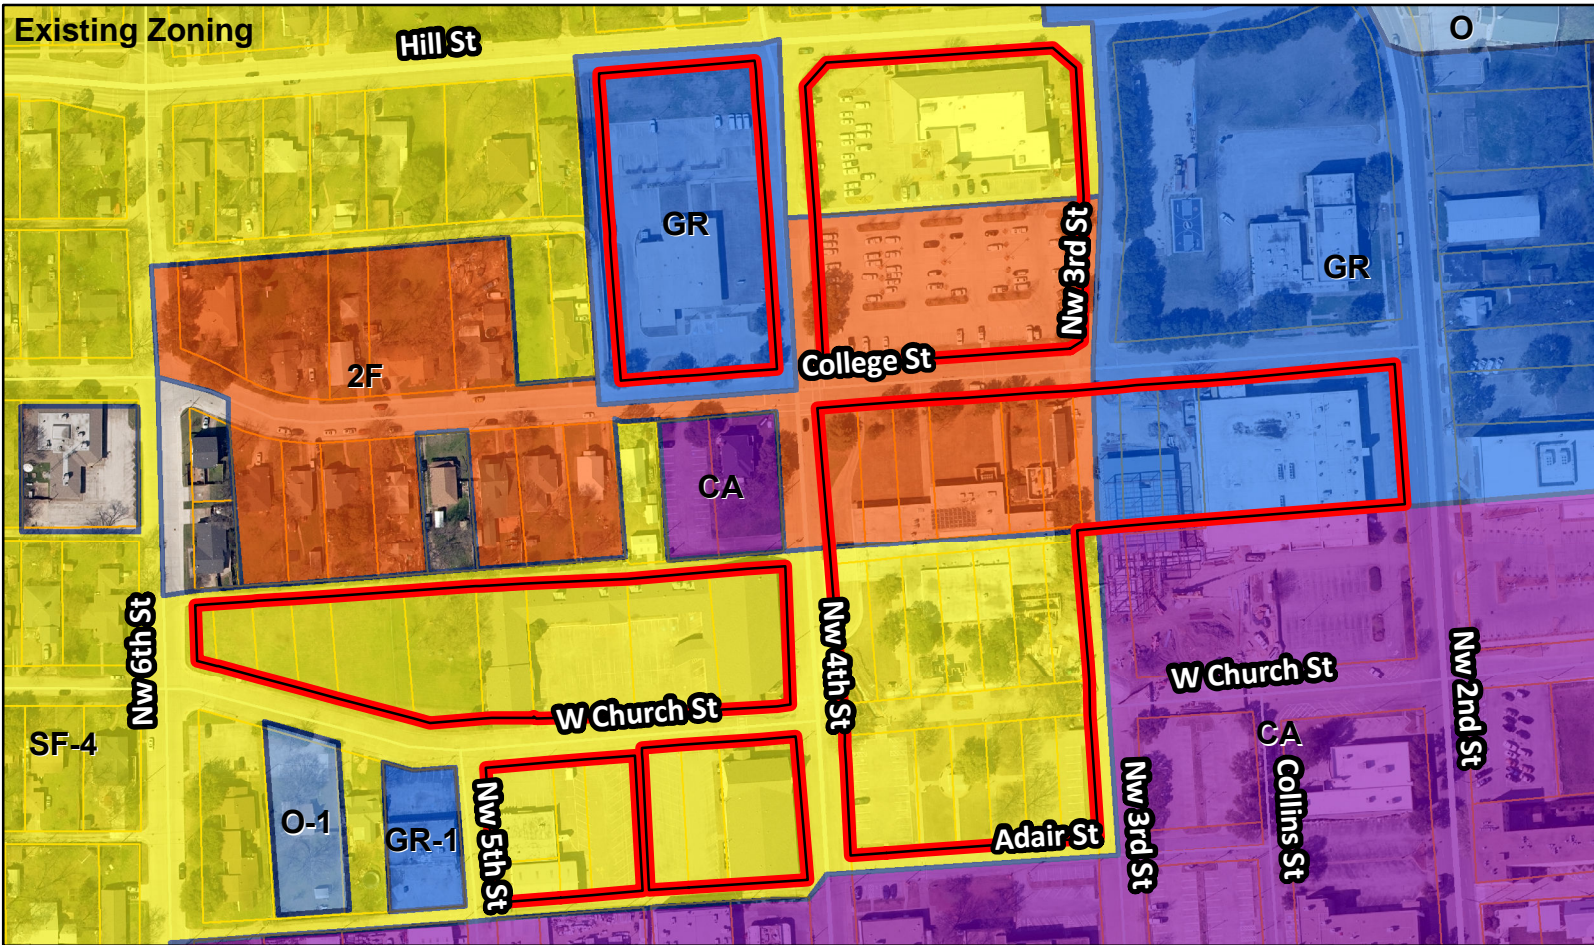 Existing Zoning
Hill St
O
GR
Nw 3rd St
GR
College St
2F
CA
Nw 6th St
Nw 4th St
W Church St
Nw 2nd St
W Church St
SF-4
CA
O-1
GR-1
Nw 5th St
Adair St
Nw 3rd St
Collins St